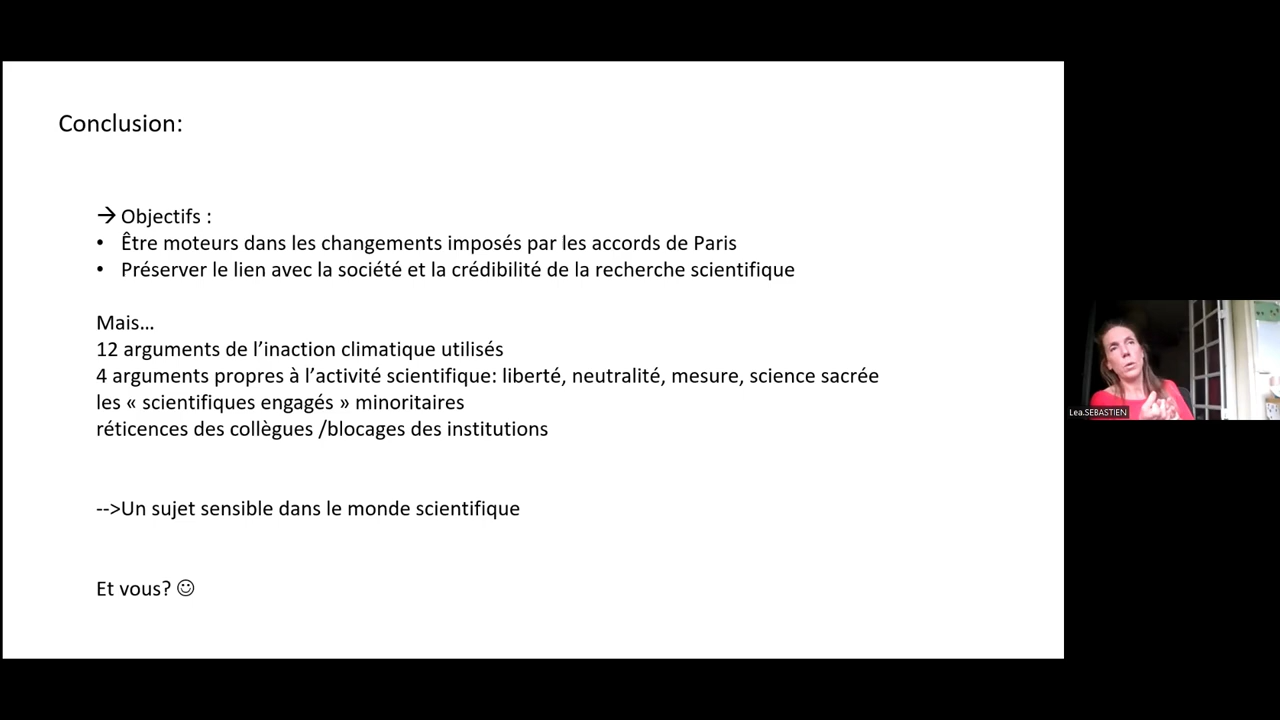 Conclusion:
→ Objectifs :
• Être moteurs dans les changements imposés par les accords de Paris
• Préserver le lien avec la société et la crédibilité de la recherche scientifique
Mais…
12 arguments de l’inaction climatique utilisés
4 arguments propres à l’activité scientifique: liberté, neutralité, mesure, science sacrée
les « scientifiques engagés » minoritaires
réticences des collègues /blocages des institutions
-->Un sujet sensible dans le monde scientifique
Et vous? ☺
Lea.SEBASTIEN